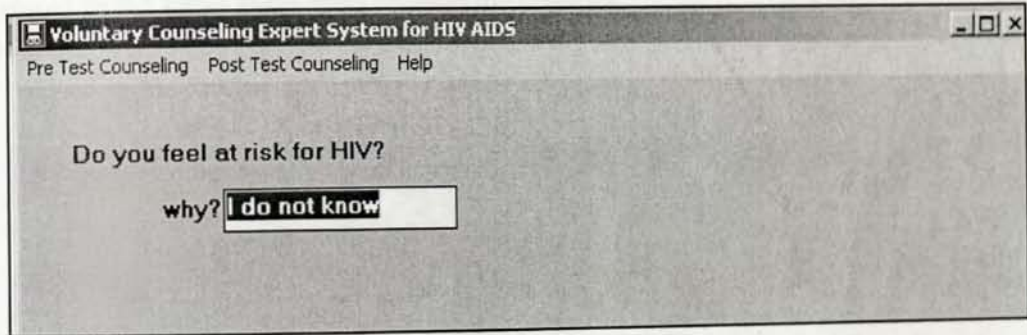 Voluntary Counseling Expert System for HIV AIDS
Pre Test Counseling Post Test Counseling Help
Do you feel at risk for HIV?
why? I do not know